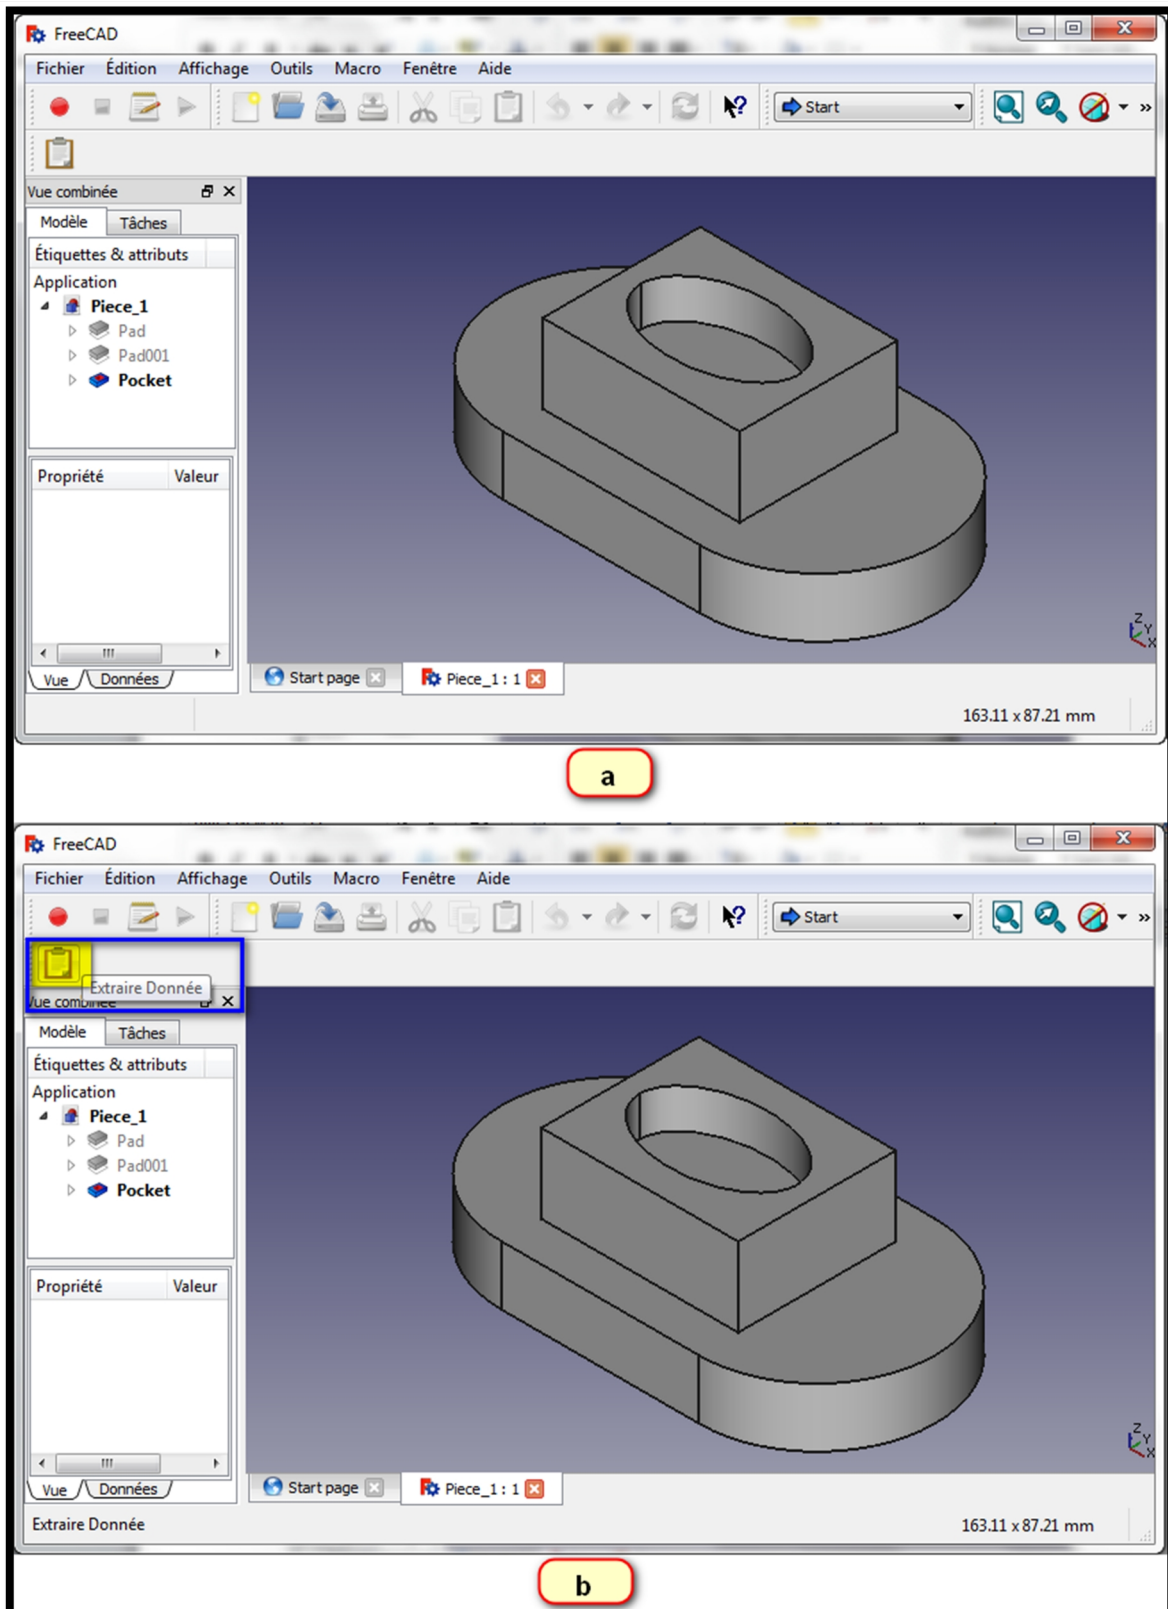 FreeCAD
Fichier Édition Affichage Outils Macro Fenêtre Aide
Start
Vue combinée
Modèle Tâches
Étiquettes & attributs
Application
Piece_1
Pad
Pad001
Pocket
Propriété Valeur
Z
Y
X
Vue Données
Start page Piece_1 : 1
163.11 x 87.21 mm
a
FreeCAD
Fichier Édition Affichage Outils Macro Fenêtre Aide
Start
Extraire Donnée
Vue combinée
Modèle Tâches
Étiquettes & attributs
Application
Piece_1
Pad
Pad001
Pocket
Propriété Valeur
Z
Y
X
Vue Données
Start page Piece_1 : 1
Extraire Donnée 163.11 x 87.21 mm
b